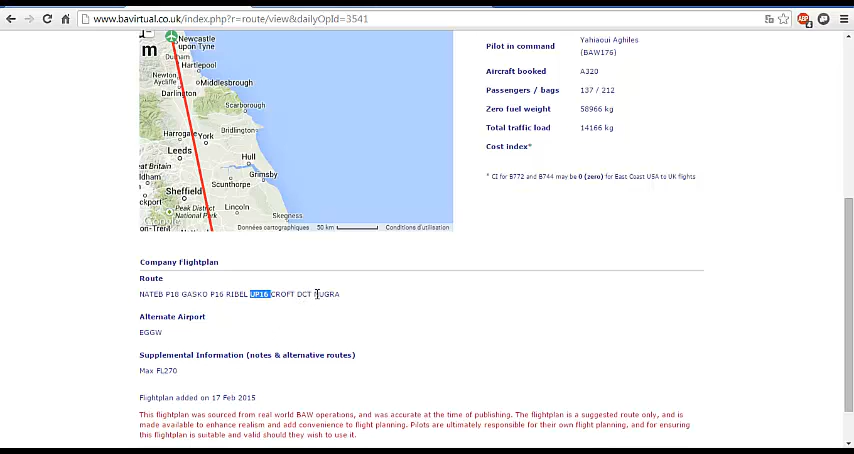 www.bavirtual.co.uk/index.php?r=route/view&dailyOpId=3541
ABP
m
Newcastle
upon Tyne
Durham
Hartlepool
Newton
Aycliffe
Middlesbrough
Darlington
Scarborough
Harrogate
York
Bridlington
Leeds
Hull
Grimsby
Scunthorpe
Sheffield
Lincoln
Peak District
National Park
Skegness
Google
Données cartographiques 50 km Conditions d'utilisation
Pilot in command
Yahiaoui Aghiles
(BAW176)
Aircraft booked A320
Passengers / bags 137 / 212
Zero fuel weight 58966 kg
Total traffic load 14166 kg
Cost index*
* CI for B772 and B744 may be 0 (zero) for East Coast USA to UK flights
Company Flightplan
Route
NATEB P18 GASKO P16 RIBEL UP16 CROFT DCT NUGRA
Alternate Airport
EGGW
Supplemental Information (notes & alternative routes)
Max FL270
Flightplan added on 17 Feb 2015
This flightplan was sourced from real world BAW operations, and was accurate at the time of publishing. The flightplan is a suggested route only, and is
made available to enhance realism and add convenience to flight planning. Pilots are ultimately responsible for their own flight planning, and for ensuring
this flightplan is suitable and valid should they wish to use it.